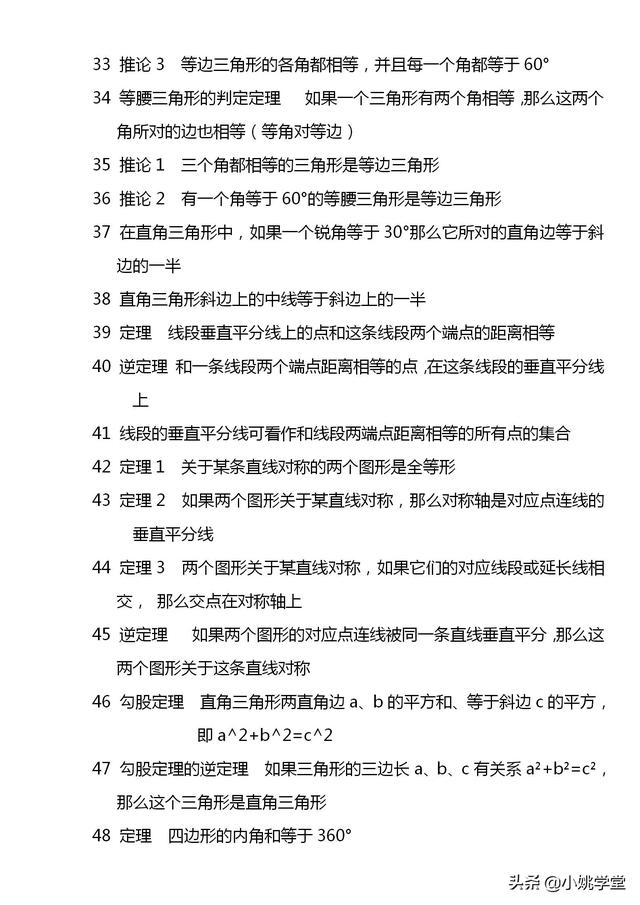 33 推论 3 等边三角形的各角都相等，并且每一个角都等于 60°
34 等腰三角形的判定定理 如果一个三角形有两个角相等,那么这两个
角所对的边也相等（等角对等边）
35 推论 1 三个角都相等的三角形是等边三角形
36 推论 2 有一个角等于 60°的等腰三角形是等边三角形
37 在直角三角形中，如果一个锐角等于 30°那么它所对的直角边等于斜
边的一半
38 直角三角形斜边上的中线等于斜边上的一半
39 定理 线段垂直平分线上的点和这条线段两个端点的距离相等
40 逆定理 和一条线段两个端点距离相等的点,在这条线段的垂直平分线
上
41 线段的垂直平分线可看作和线段两端点距离相等的所有点的集合
42 定理 1 关于某条直线对称的两个图形是全等形
43 定理 2 如果两个图形关于某直线对称，那么对称轴是对应点连线的
垂直平分线
44 定理 3 两个图形关于某直线对称，如果它们的对应线段或延长线相
交， 那么交点在对称轴上
45 逆定理 如果两个图形的对应点连线被同一条直线垂直平分,那么这
两个图形关于这条直线对称
46 勾股定理 直角三角形两直角边 a、b 的平方和、等于斜边 c 的平方，
即 a^2+b^2=c^2
47 勾股定理的逆定理 如果三角形的三边长 a、b、c 有关系 a²+b²=c²，
那么这个三角形是直角三角形
48 定理 四边形的内角和等于 360°
头条 @小姚学堂